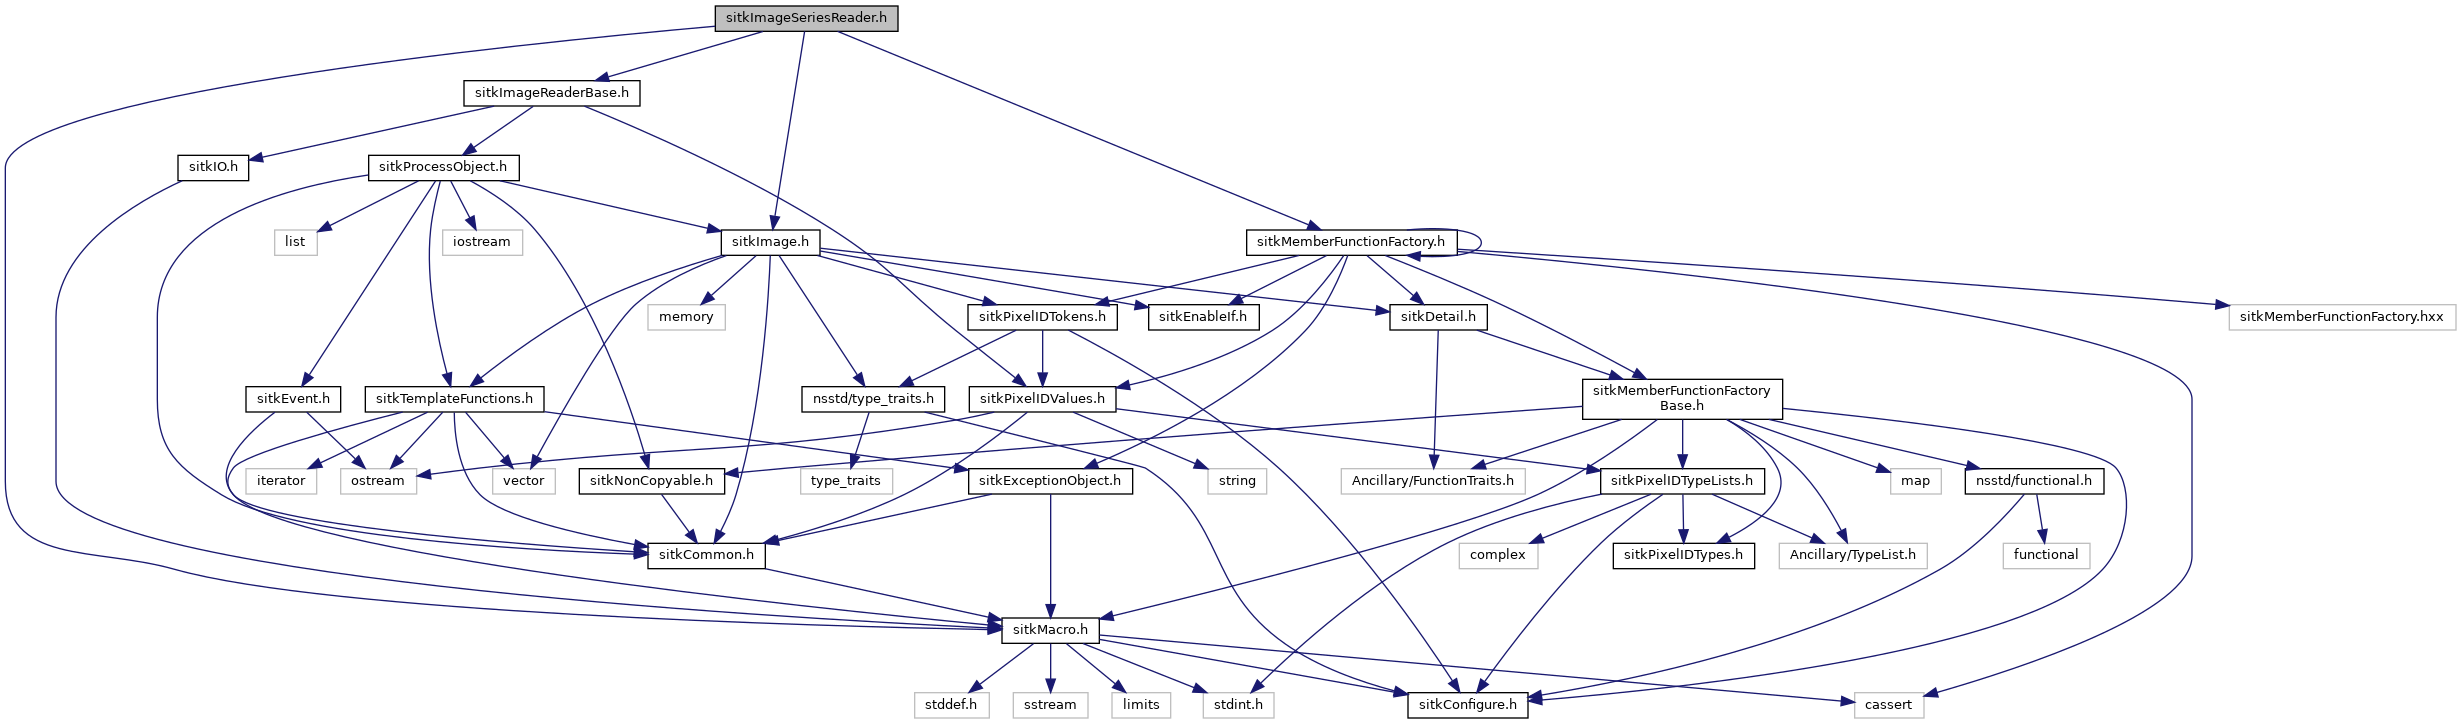 sitkImageSeriesReader.h
sitkImageReaderBase.h
sitkIO.h
sitkProcessObject.h
list
iostream
sitkImage.h
sitkMemberFunctionFactory.h
memory
sitkPixelIDTokens.h
sitkEnableIf.h
sitkDetail.h
sitkMemberFunctionFactory.hxx
sitkEvent.h
sitkTemplateFunctions.h
nsstd/type_traits.h
sitkPixelIDValues.h
sitkMemberFunctionFactory
Base.h
iterator
ostream
vector
sitkNonCopyable.h
type_traits
sitkExceptionObject.h
string
Ancillary/FunctionTraits.h
sitkPixelIDTypeLists.h
map
nsstd/functional.h
sitkCommon.h
complex
sitkPixelIDTypes.h
Ancillary/TypeList.h
functional
sitkMacro.h
stddef.h
sstream
limits
stdint.h
sitkConfigure.h
cassert